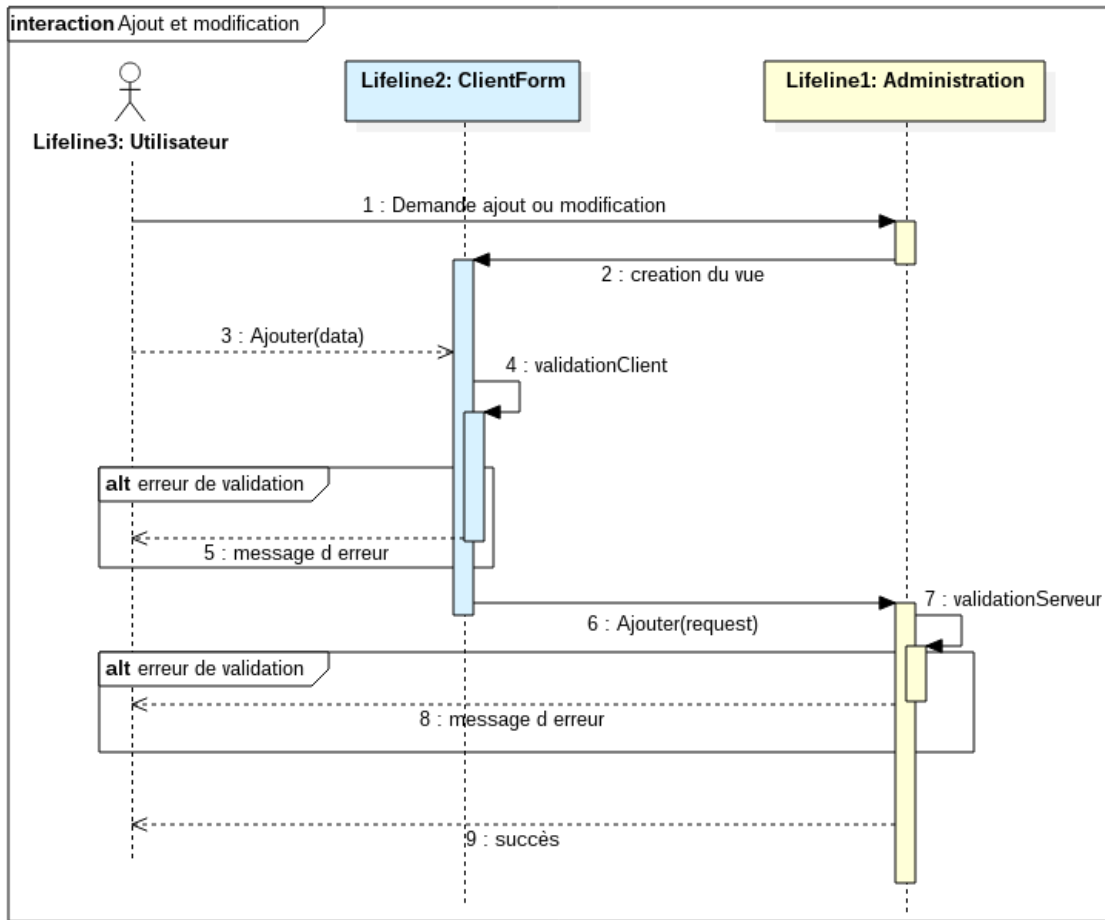 interaction Ajout et modification
Lifeline2: ClientForm
Lifeline1: Administration
Lifeline3: Utilisateur
1 : Demande ajout ou modification
2 : creation du vue
3 : Ajouter(data)
4 : validationClient
alt erreur de validation
5 : message d erreur
7 : validationServeur
6 : Ajouter(request)
alt erreur de validation
8 : message d erreur
9 : succès